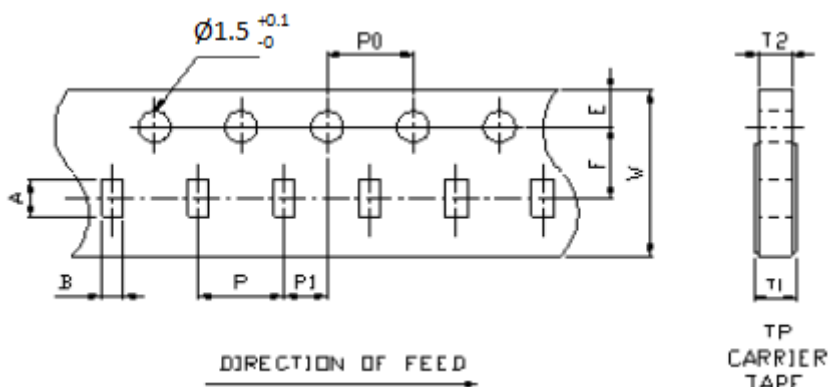 Ø1.5 +0.1 -0
P0
T2
E
F
W
A
B
P
P1
T1
DIRECTION OF FEED
TP
CARRIER
TAPE